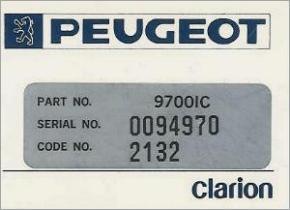 PEUGEOT
PART NO. 9700IC
SERIAL NO. 0094970
CODE NO. 2132
clarion